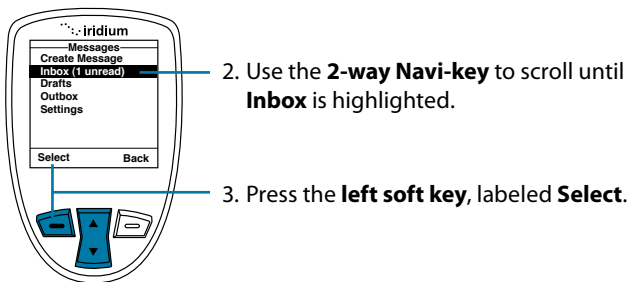 iridium
Messages
Create Message
Inbox (1 unread)
Drafts
Outbox
Settings
Select Back
2. Use the 2-way Navi-key to scroll until
Inbox is highlighted.
3. Press the left soft key, labeled Select.